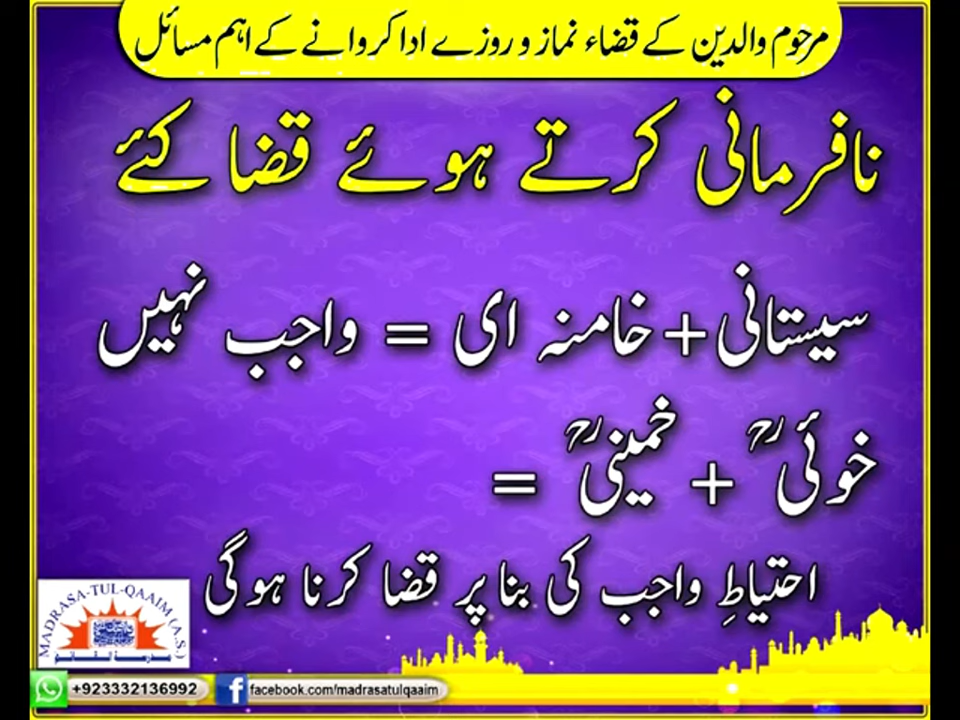 مرحوم والدین کے قضاء نماز و روزے ادا کروانے کے اہم مسائل
نافرمانی کرتے ہوئے قضا کئے
سیستانی + خامنہ ای = واجب نہیں
خوئیؒ + خمینیؒ =
احتیاطِ واجب کی بنا پر قضا کرنا ہوگی
MADRASA-TUL-QAAIM (A.S.)
مدرسة القائم
+923332136992
facebook.com/madrasatulqaaim